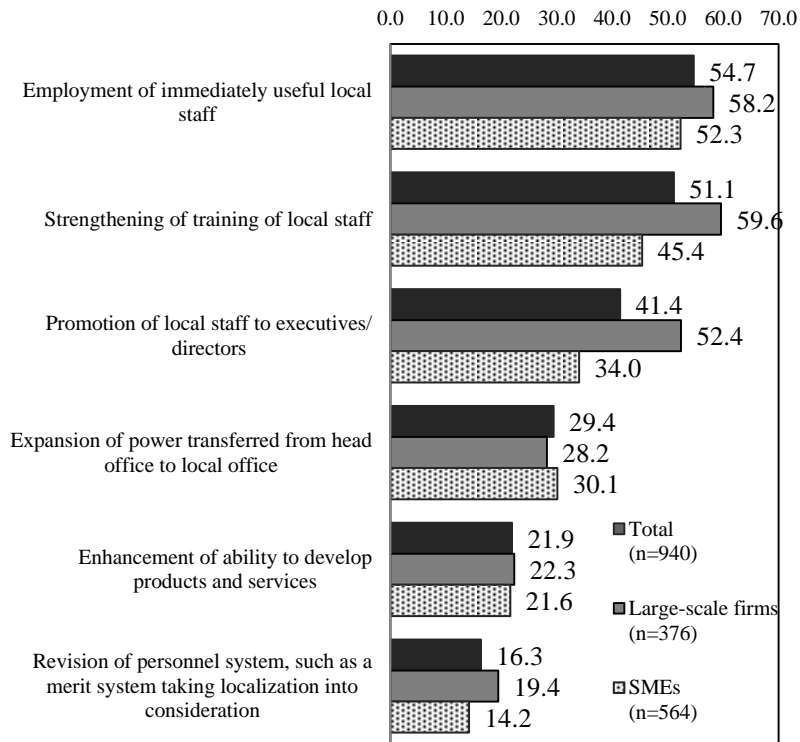 0.0 10.0 20.0 30.0 40.0 50.0 60.0 70.0
Employment of immediately useful local
staff
54.7
58.2
52.3
Strengthening of training of local staff
51.1
59.6
45.4
Promotion of local staff to executives/
directors
41.4
52.4
34.0
Expansion of power transferred from head
office to local office
29.4
28.2
30.1
Enhancement of ability to develop
products and services
21.9
22.3
21.6
Revision of personnel system, such as a
merit system taking localization into
consideration
16.3
19.4
14.2
Total
(n=940)
Large-scale firms
(n=376)
SMEs
(n=564)